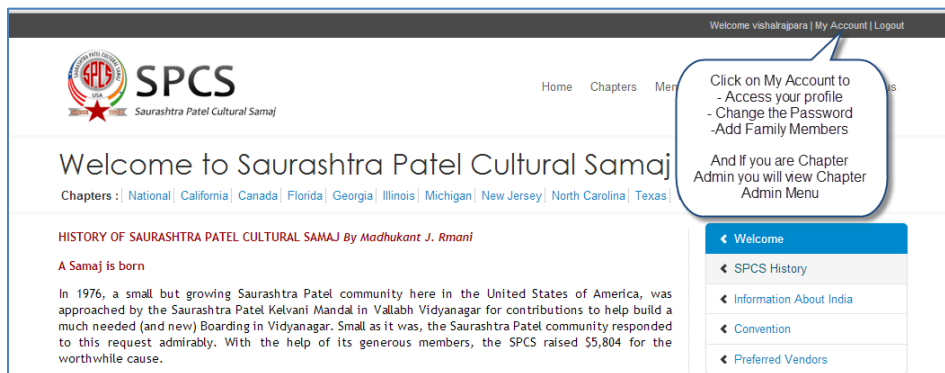 Welcome vishalrajpara | My Account | Logout
SPCS
Saurashtra Patel Cultural Samaj
SPCS
USA
Home Chapters
Click on My Account to
- Access your profile
- Change the Password
-Add Family Members
And If you are Chapter
Admin you will view Chapter
Admin Menu
Welcome to Saurashtra Patel Cultural Samaj
Chapters : National California Canada Florida Georgia Illinois Michigan New Jersey North Carolina Texas
HISTORY OF SAURASHTRA PATEL CULTURAL SAMAJ By Madhukant J. Rmani
A Samaj is born
In 1976, a small but growing Saurashtra Patel community here in the United States of America, was
approached by the Saurashtra Patel Kelvani Mandal in Vallabh Vidyanagar for contributions to help build a
much needed (and new) Boarding in Vidyanagar. Small as it was, the Saurashtra Patel community responded
to this request admirably. With the help of its generous members, the SPCS raised $5,804 for the
worthwhile cause.
Welcome
SPCS History
Information About India
Convention
Preferred Vendors